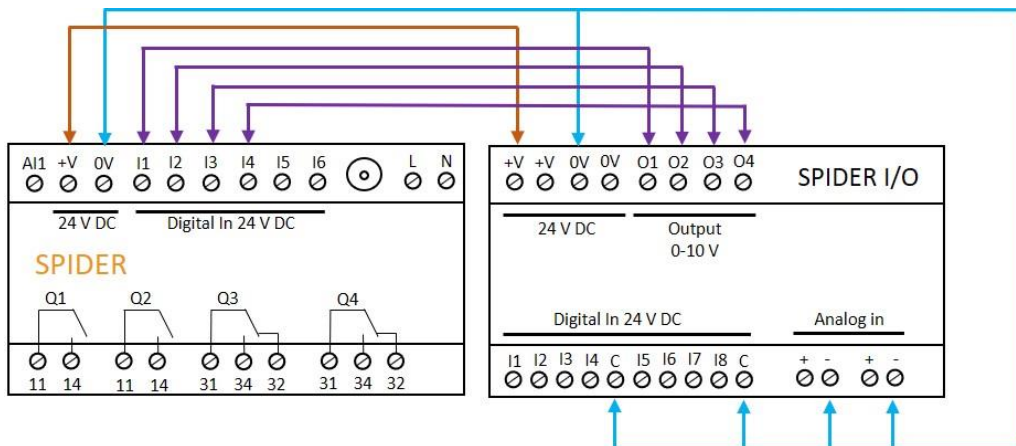 AI1 +V 0V I1 I2 I3 I4 I5 I6 L N
24 V DC Digital In 24 V DC
SPIDER
Q1 Q2 Q3 Q4
11 14 11 14 31 34 32 31 34 32
+V +V 0V 0V O1 O2 O3 O4 SPIDER I/O
24 V DC Output
0-10 V
Digital In 24 V DC Analog in
I1 I2 I3 I4 C I5 I6 I7 I8 C + - + -